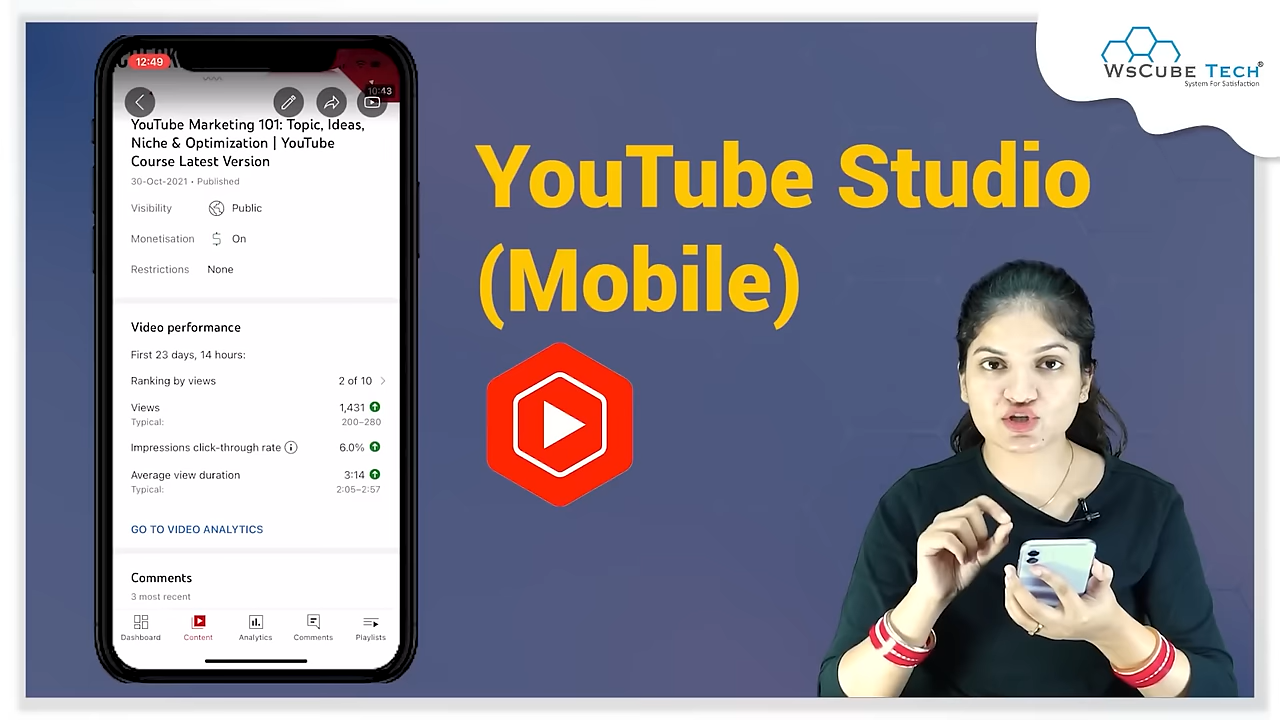 12:49
10:43
YouTube Marketing 101: Topic, Ideas,
Niche & Optimization | YouTube
Course Latest Version
30-Oct-2021 • Published
Visibility Public
Monetisation On
Restrictions None
Video performance
First 23 days, 14 hours:
Ranking by views 2 of 10
Views 1,431
Typical: 200–280
Impressions click-through rate 6.0%
Average view duration 3:14
Typical: 2:05–2:57
GO TO VIDEO ANALYTICS
Comments
3 most recent
Dashboard Content Analytics Comments Playlists
YouTube Studio
(Mobile)
WsCube Tech®
System For Satisfaction